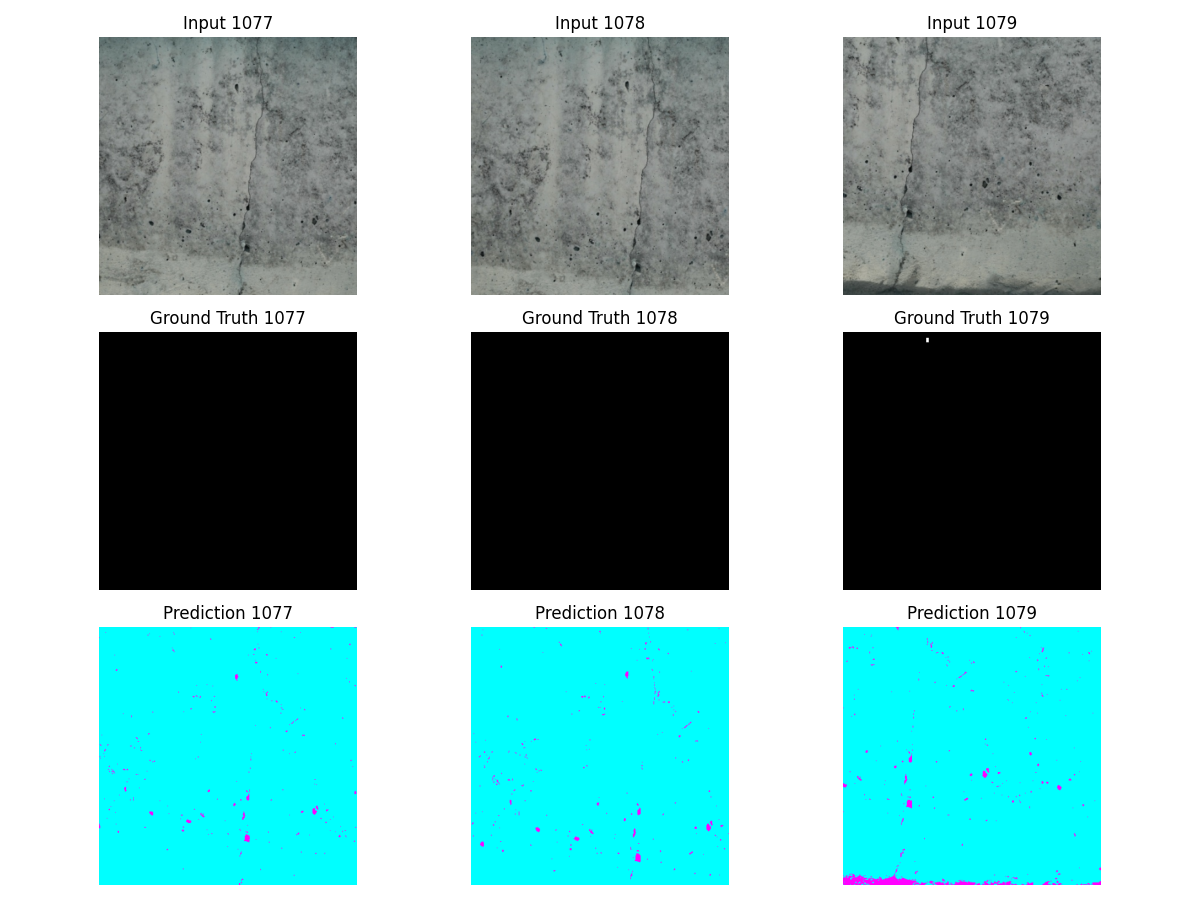 Input 1077
Input 1078
Input 1079
Ground Truth 1077
Ground Truth 1078
Ground Truth 1079
Prediction 1077
Prediction 1078
Prediction 1079